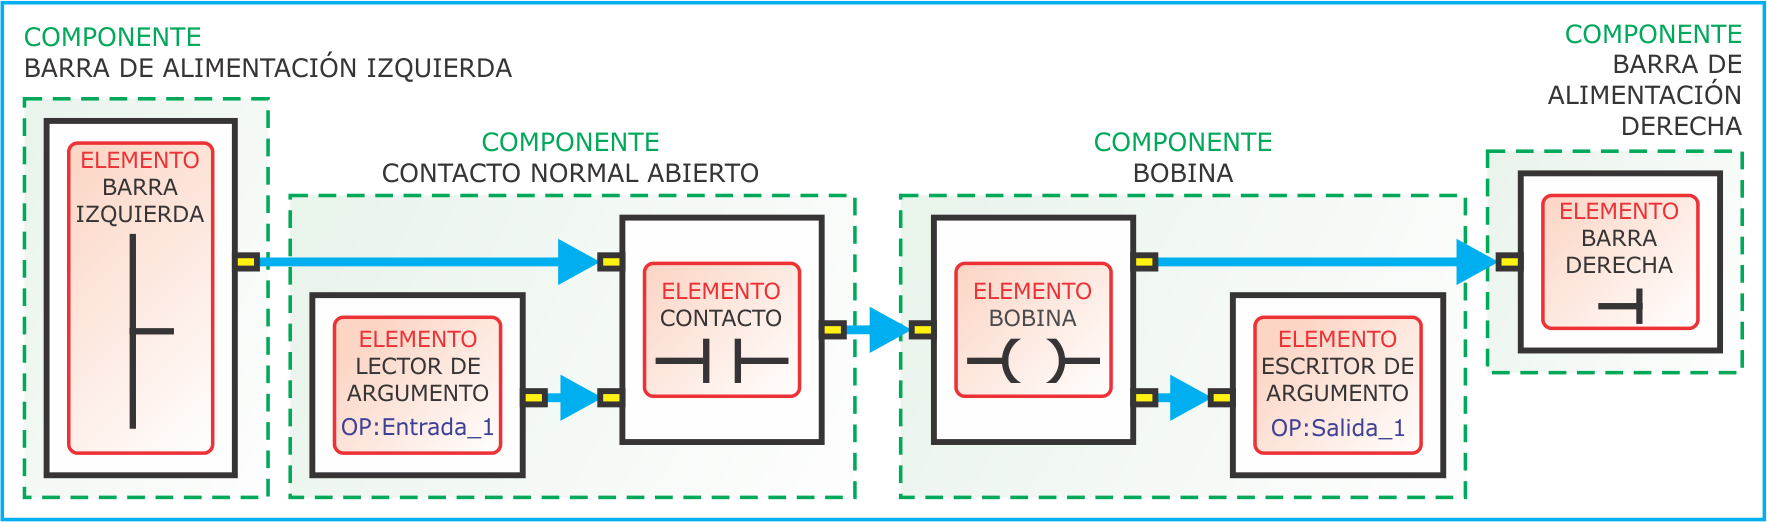 COMPONENTE
BARRA DE ALIMENTACIÓN IZQUIERDA
ELEMENTO
BARRA
IZQUIERDA
COMPONENTE
CONTACTO NORMAL ABIERTO
ELEMENTO
LECTOR DE
ARGUMENTO
OP:Entrada_1
ELEMENTO
CONTACTO
COMPONENTE
BOBINA
ELEMENTO
BOBINA
ELEMENTO
ESCRITOR DE
ARGUMENTO
OP:Salida_1
COMPONENTE
BARRA DE
ALIMENTACIÓN
DERECHA
ELEMENTO
BARRA
DERECHA